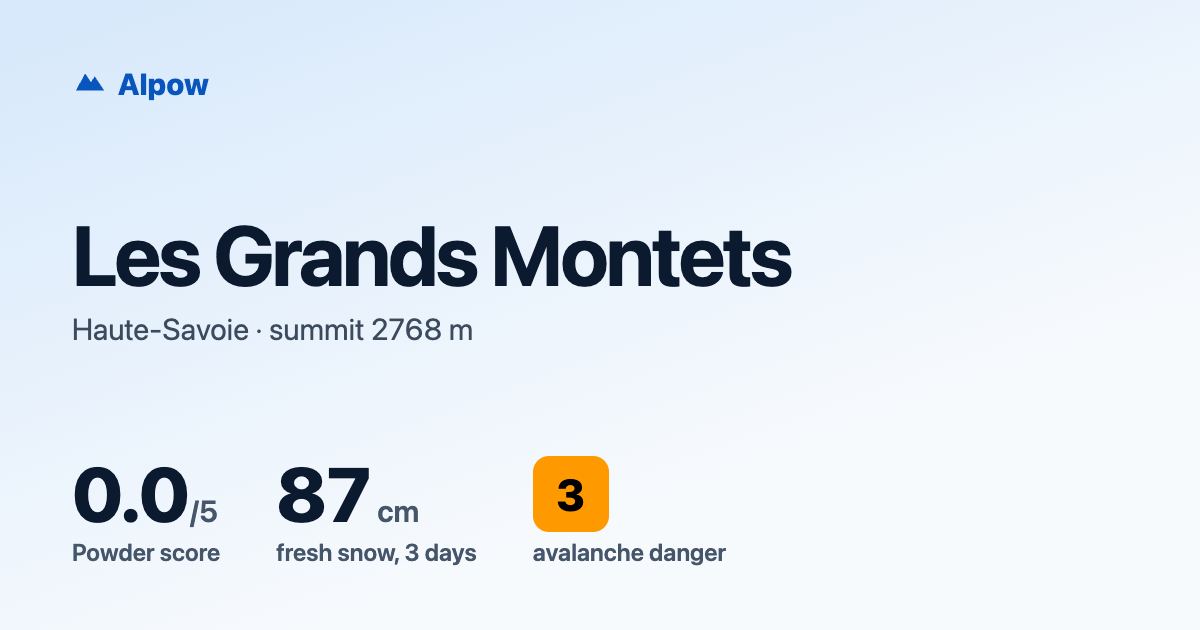 Alpow
Les Grands Montets
Haute-Savoie · summit 2768 m
0.0/5 87 cm 3
Powder score fresh snow, 3 days avalanche danger